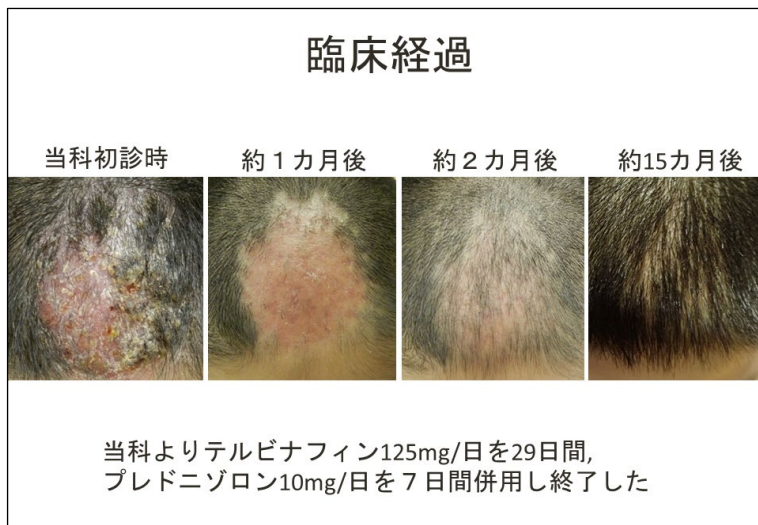 臨床経過
当科初診時
約１カ月後
約２カ月後
約15カ月後
当科よりテルビナフィン125mg/日を29日間,
プレドニゾロン10mg/日を７日間併用し終了した